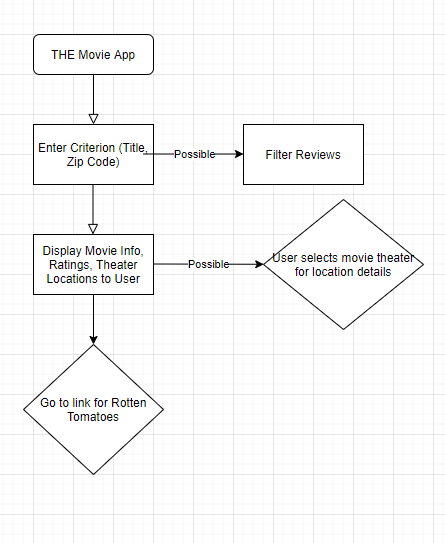 THE Movie App
Enter Criterion (Title,
Zip Code)
Possible
Filter Reviews
Display Movie Info,
Ratings, Theater
Locations to User
Possible
User selects movie theater
for location details
Go to link for Rotten
Tomatoes